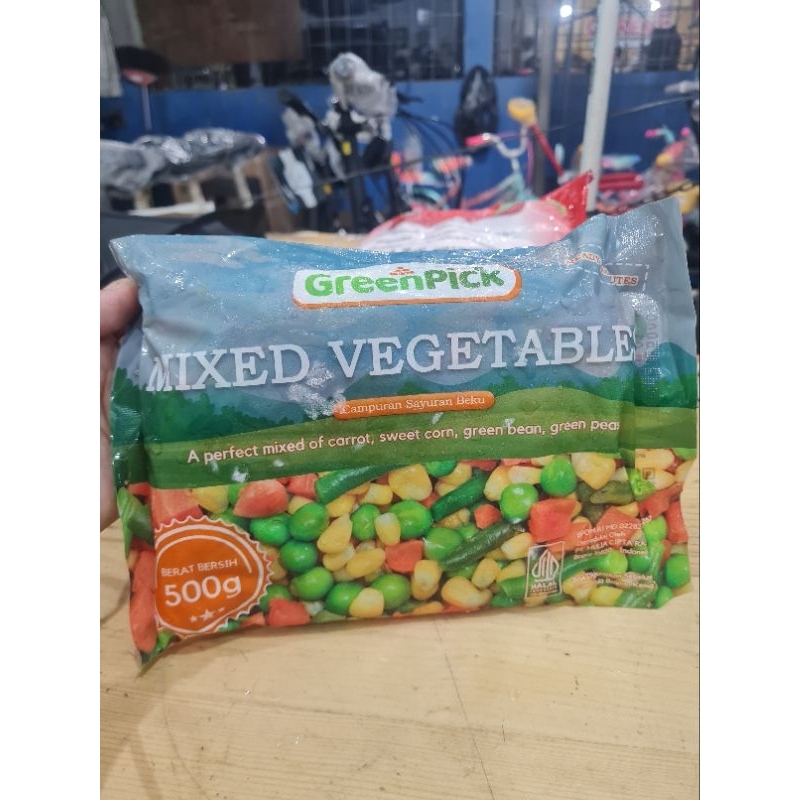 GreenPick
MIXED VEGETABLES
Campuran Sayuran Beku
A perfect mixed of carrot, sweet corn, green bean, green peas
BERAT BERSIH
500g
HALAL